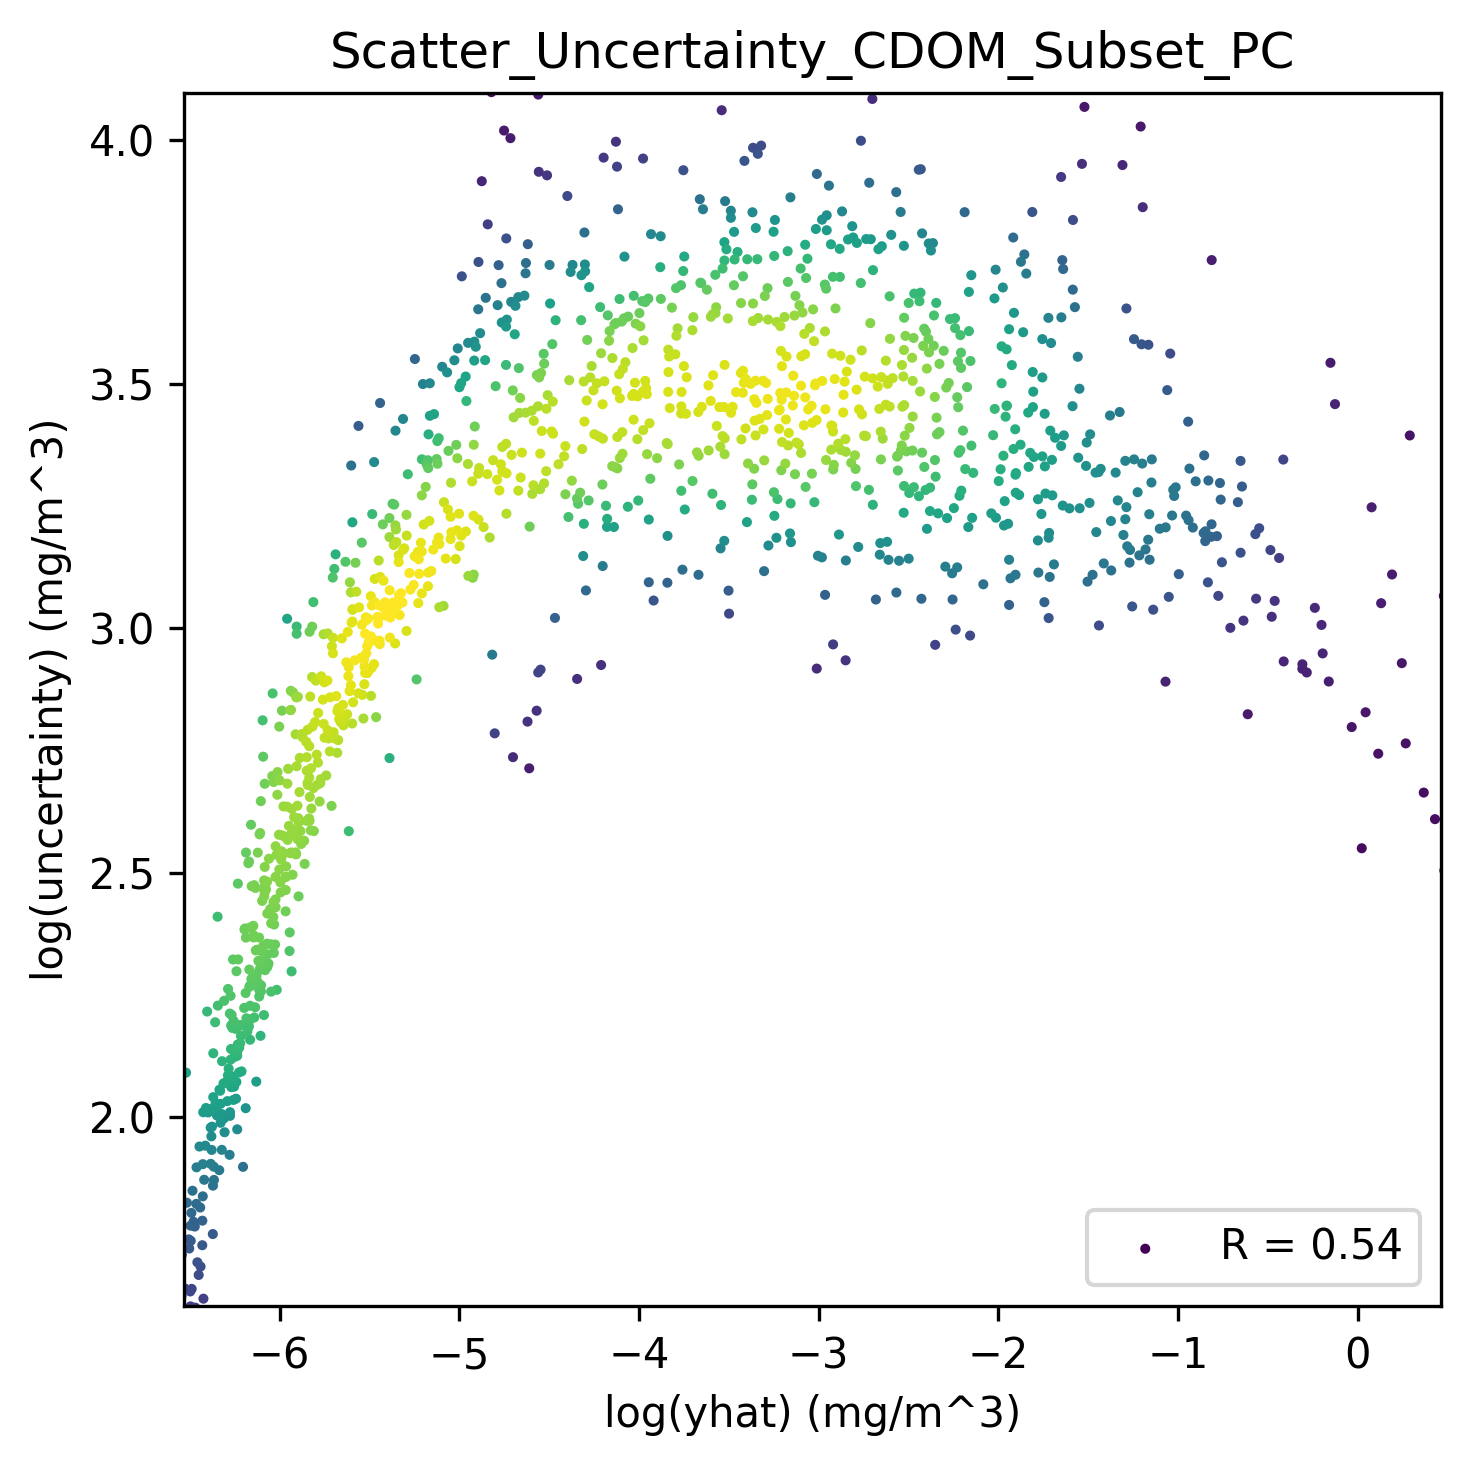 Scatter_Uncertainty_CDOM_Subset_PC
log(uncertainty) (mg/m^3)
4.0
3.5
3.0
2.5
2.0
R = 0.54
−6 −5 −4 −3 −2 −1 0
log(yhat) (mg/m^3)